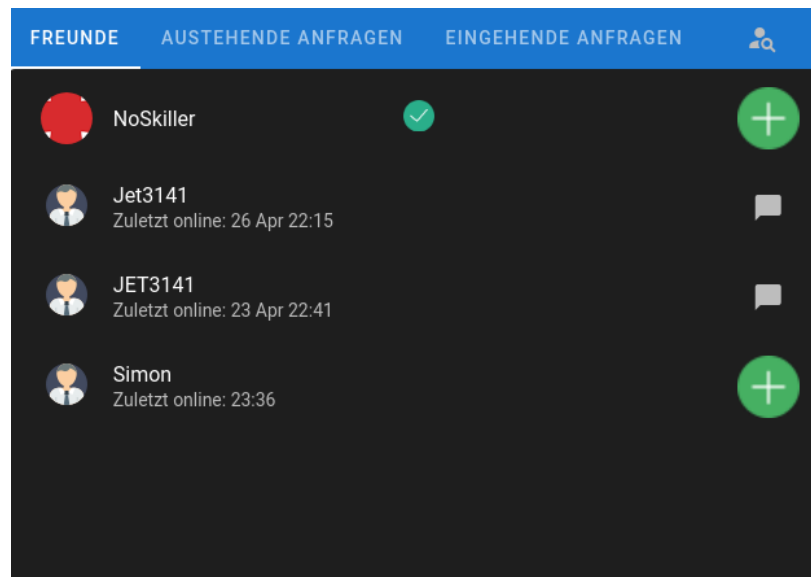 FREUNDE AUSTEHENDE ANFRAGEN EINGEHENDE ANFRAGEN
NoSkiller
Jet3141
Zuletzt online: 26 Apr 22:15
JET3141
Zuletzt online: 23 Apr 22:41
Simon
Zuletzt online: 23:36